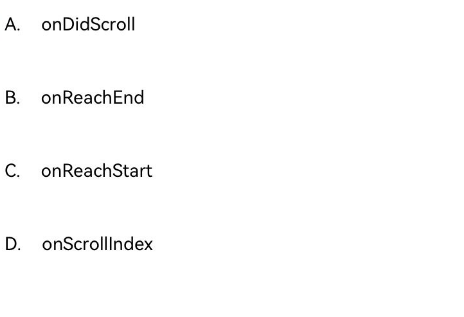 A. onDidScroll
B. onReachEnd
C. onReachStart
D. onScrollIndex